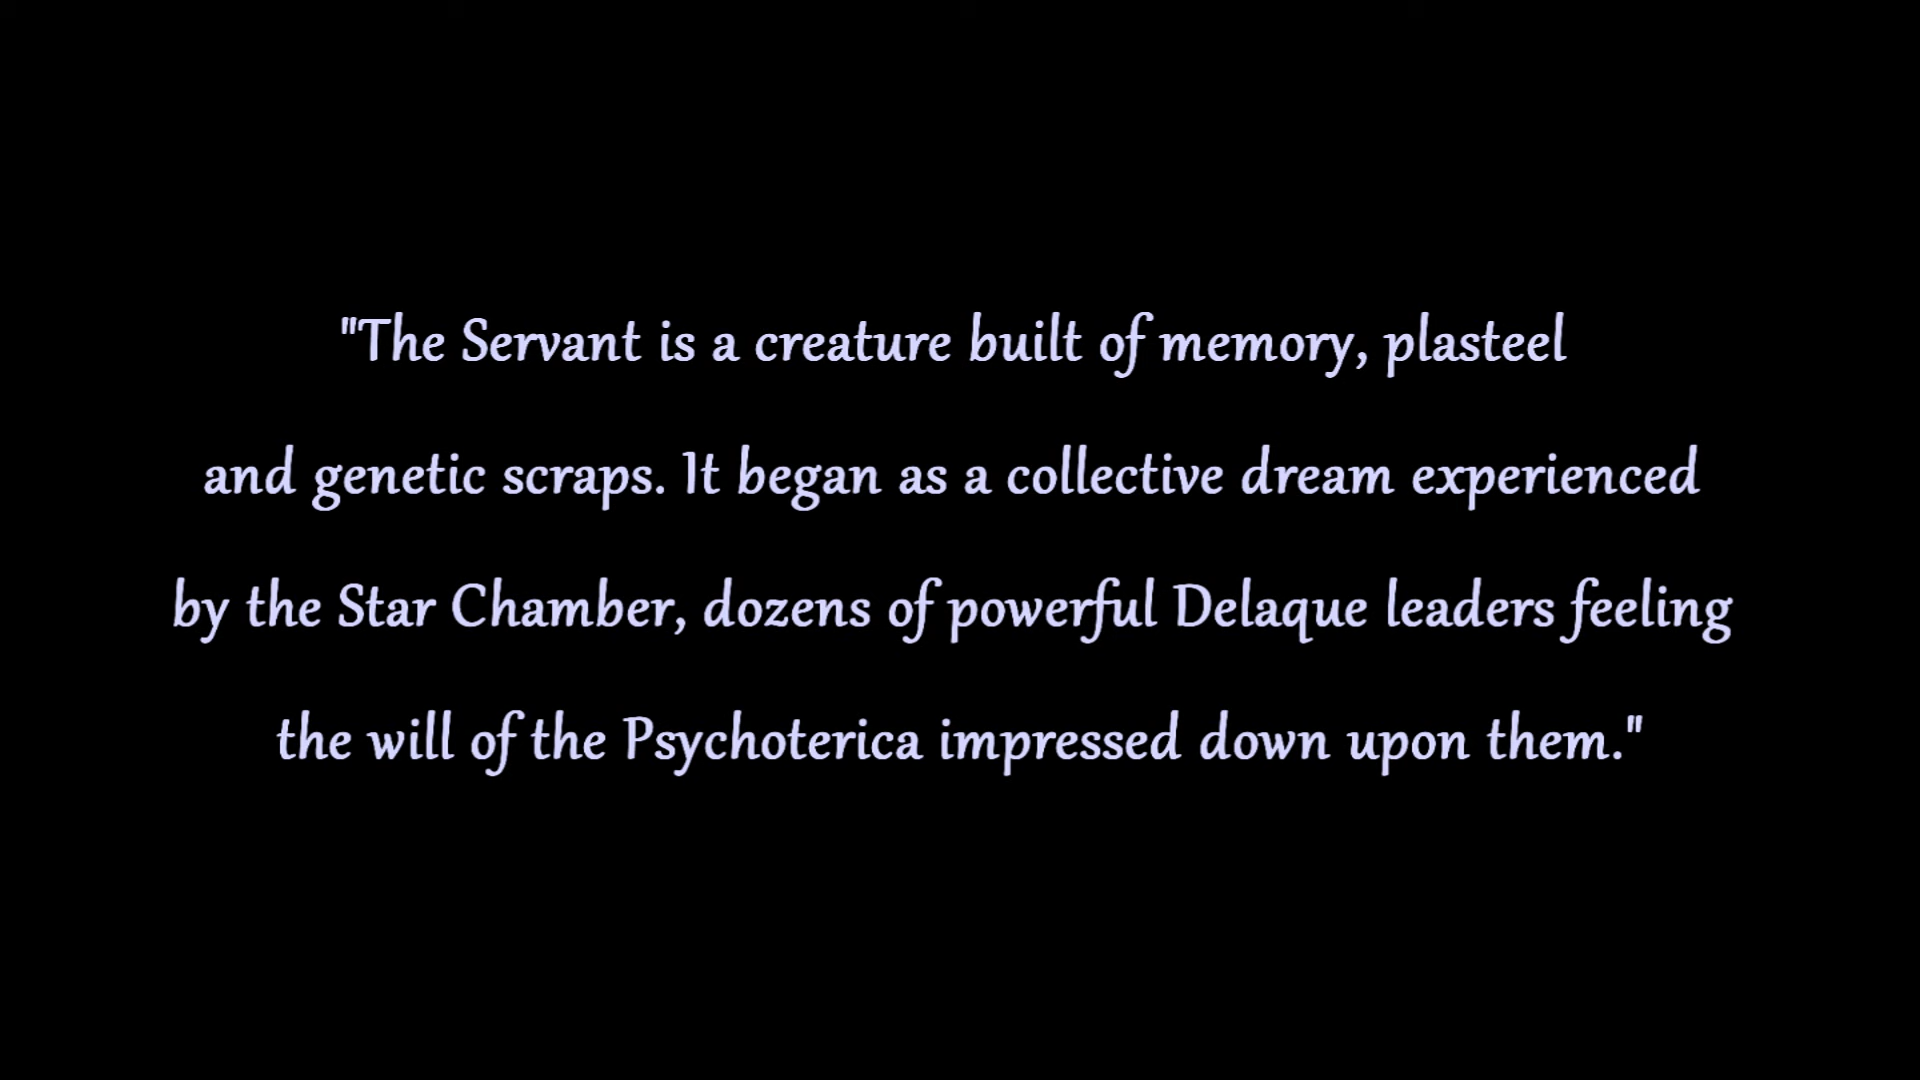 "The Servant is a creature built of memory, plasteel
and genetic scraps. It began as a collective dream experienced
by the Star Chamber, dozens of powerful Delaque leaders feeling
the will of the Psychoterica impressed down upon them."